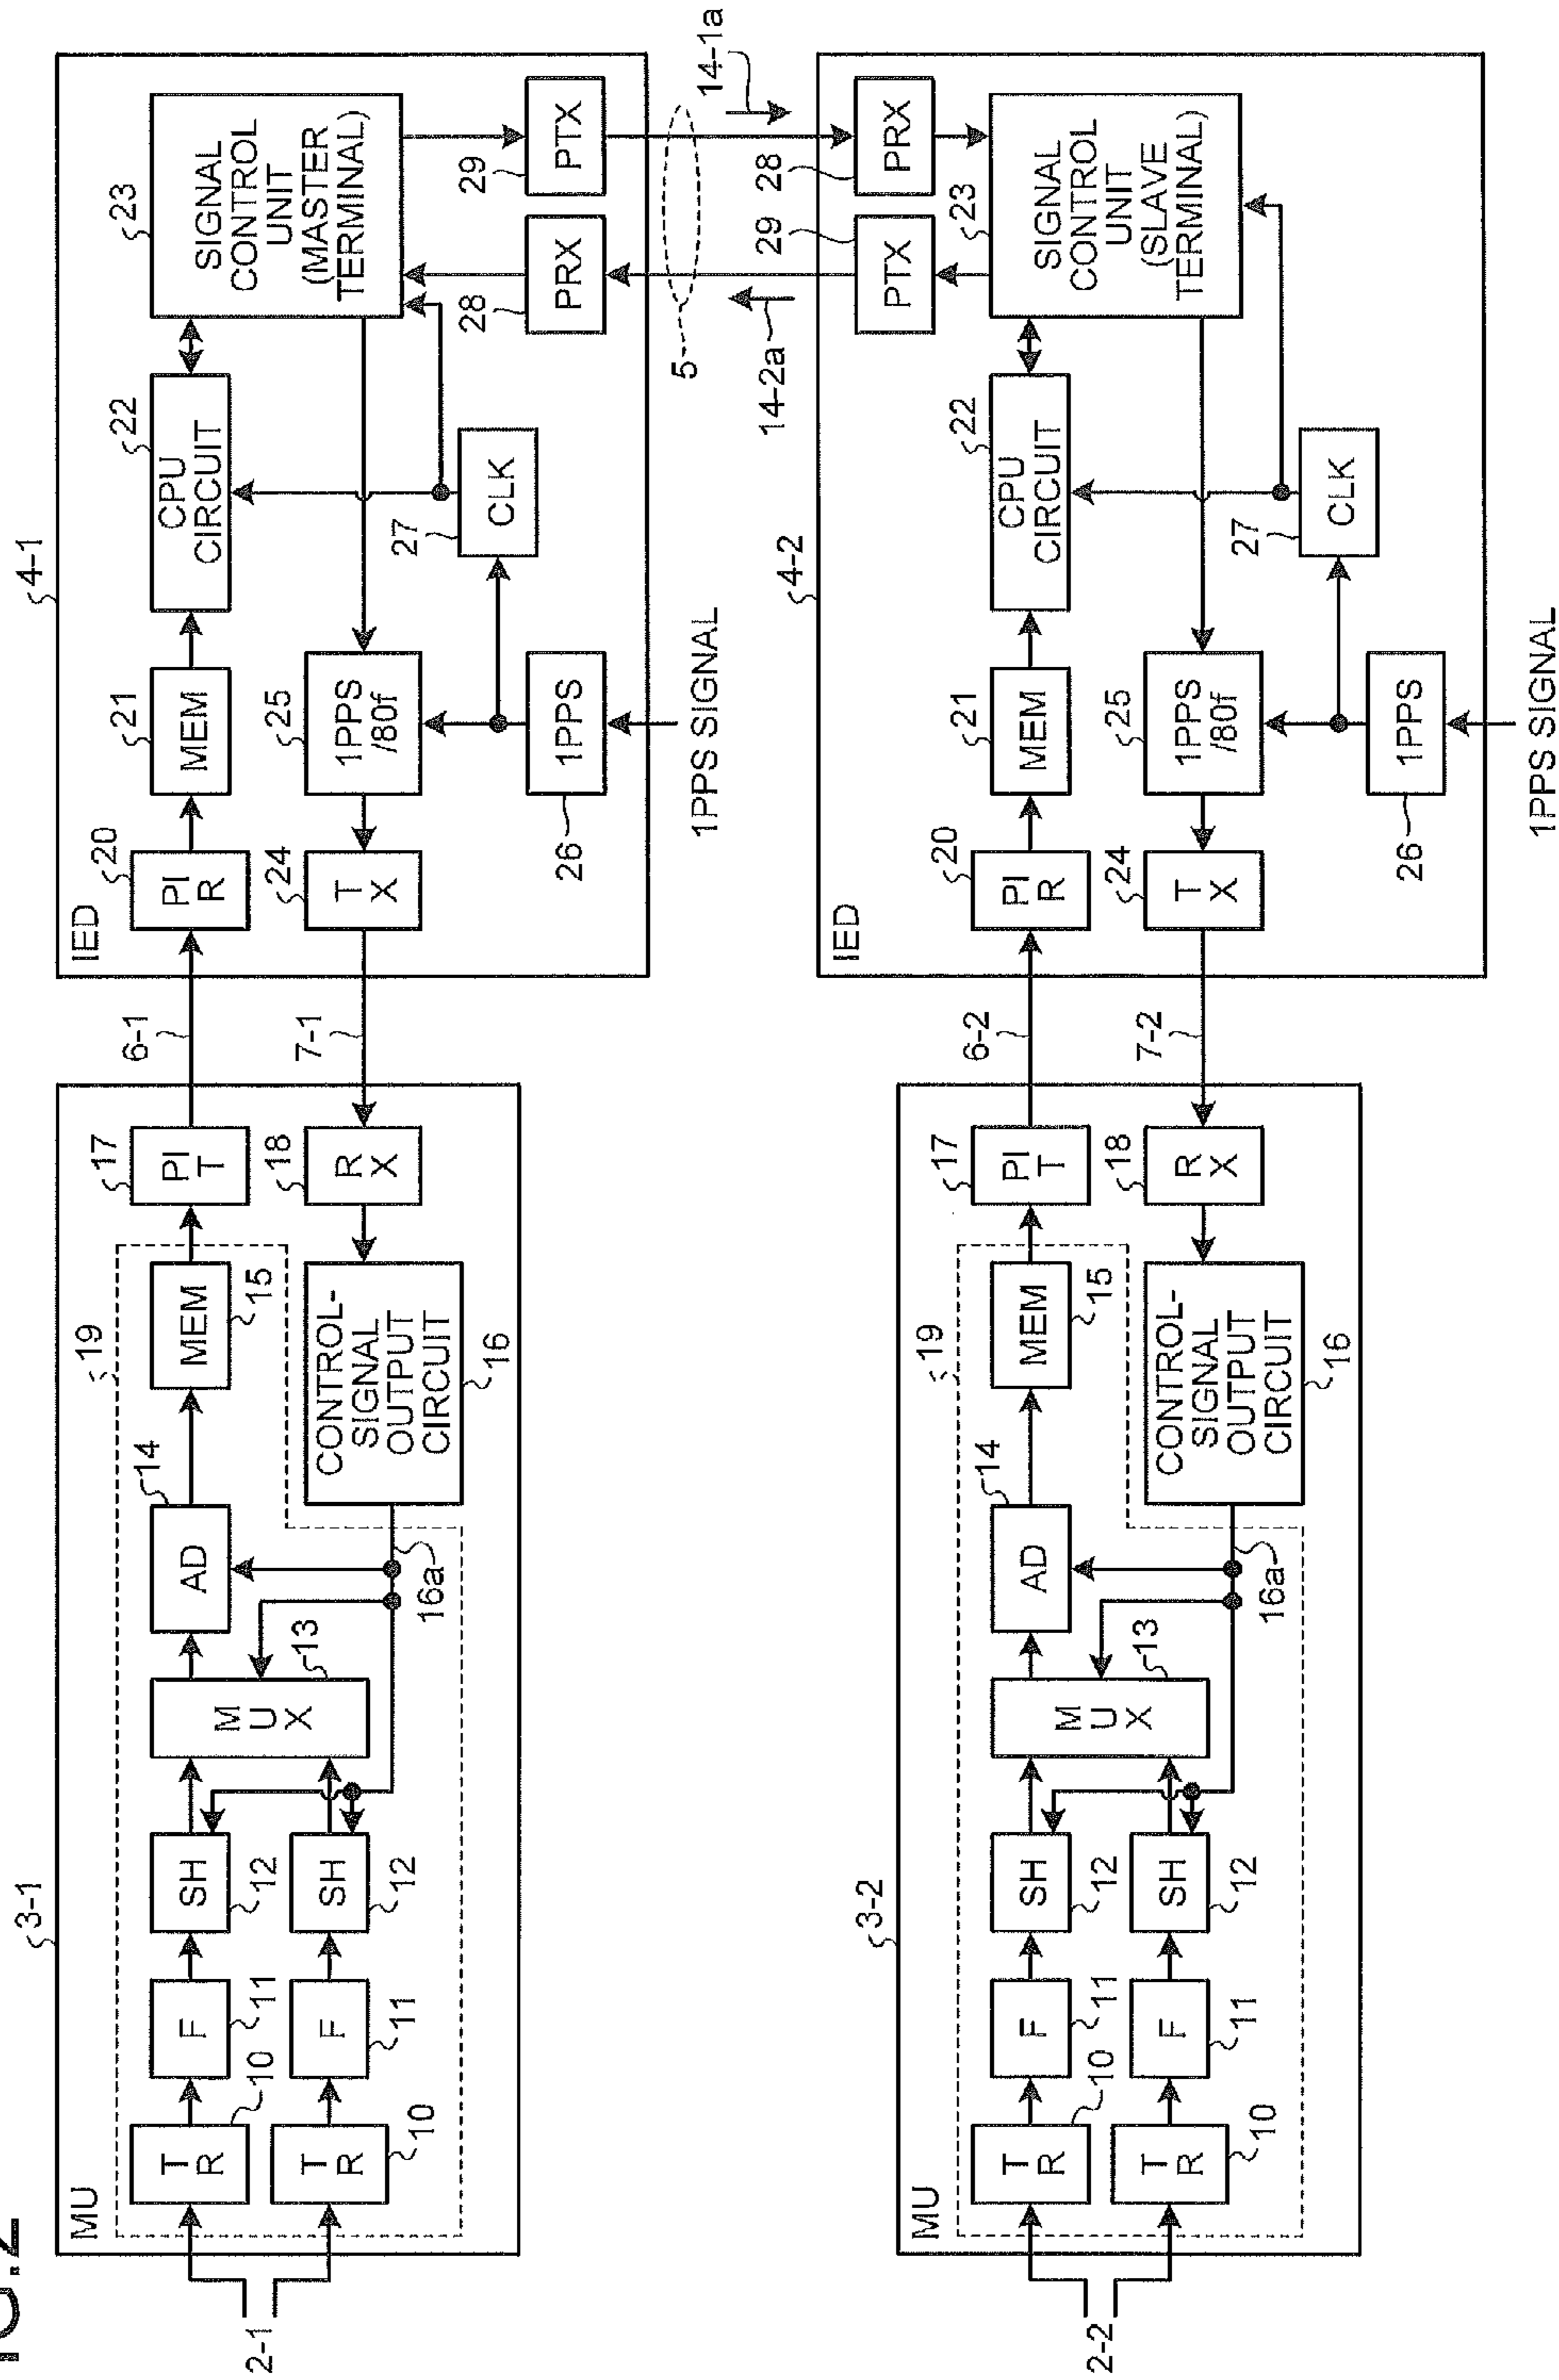 FIG.2
3-1
MU
19
2-1
TR
10
F
11
SH
12
TR
10
F
11
SH
12
MUX
13
AD
14
MEM
15
16a
CONTROL-
SIGNAL
OUTPUT
CIRCUIT
16
PI
T
17
R
X
18
6-1
7-1
4-1
IED
PI
R
20
MEM
21
CPU
CIRCUIT
22
SIGNAL
CONTROL
UNIT
(MASTER
TERMINAL)
23
T
X
24
1PPS
/80f
25
1PPS
26
1PPS SIGNAL
CLK
27
PRX
28
PTX
29
5
14-1a
14-2a
3-2
MU
19
2-2
TR
10
F
11
SH
12
TR
10
F
11
SH
12
MUX
13
AD
14
MEM
15
16a
CONTROL-
SIGNAL
OUTPUT
CIRCUIT
16
PI
T
17
R
X
18
6-2
7-2
4-2
IED
PI
R
20
MEM
21
CPU
CIRCUIT
22
SIGNAL
CONTROL
UNIT
(SLAVE
TERMINAL)
23
T
X
24
1PPS
/80f
25
1PPS
26
1PPS SIGNAL
CLK
27
PTX
29
PRX
28